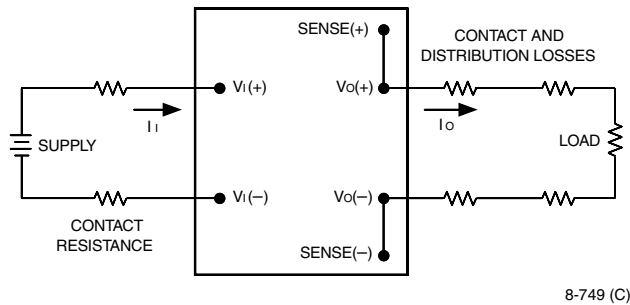 SENSE(+)
CONTACT AND
DISTRIBUTION LOSSES
VI(+)
VO(+)
II
IO
SUPPLY
LOAD
VI(–)
VO(–)
CONTACT
RESISTANCE
SENSE(–)
8-749 (C)